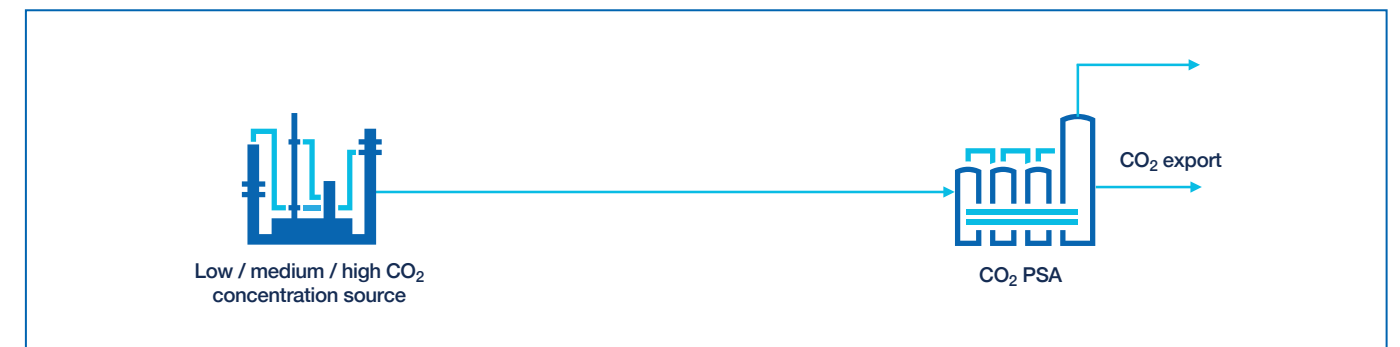 CO₂ export
Low / medium / high CO₂
concentration source
CO₂ PSA